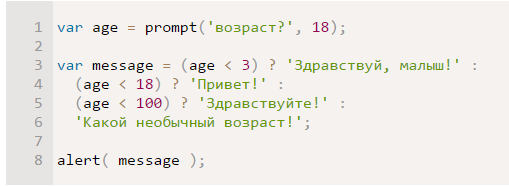 1 var age = prompt('возраст?', 18);
2
3 var message = (age < 3) ? 'Здравствуй, малыш!' :
4 (age < 18) ? 'Привет!' :
5 (age < 100) ? 'Здравствуйте!' :
6 'Какой необычный возраст!';
7
8 alert( message );